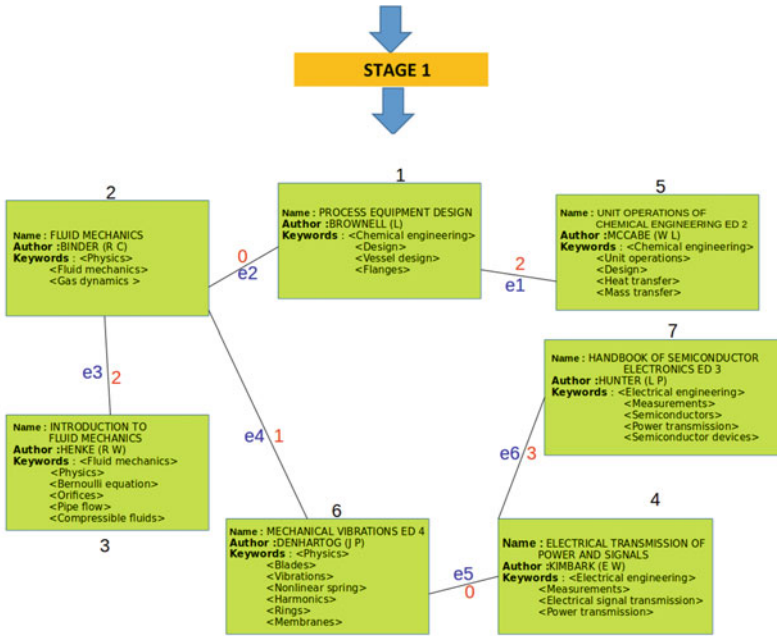 STAGE 1
1
Name : PROCESS EQUIPMENT DESIGN
Author :BROWNELL (L)
Keywords : <Chemical engineering>
<Design>
<Vessel design>
<Flanges>
2
Name : FLUID MECHANICS
Author :BINDER (R C)
Keywords : <Physics>
<Fluid mechanics>
<Gas dynamics >
0
e2
5
Name : UNIT OPERATIONS OF
CHEMICAL ENGINEERING ED 2
Author :MCCABE (W L)
Keywords : <Chemical engineering>
<Unit operations>
<Design>
<Heat transfer>
<Mass transfer>
2
e1
e3
2
7
Name : HANDBOOK OF SEMICONDUCTOR
ELECTRONICS ED 3
Author :HUNTER (L P)
Keywords : <Electrical engineering>
<Measurements>
<Semiconductors>
<Power transmission>
<Semiconductor devices>
Name : INTRODUCTION TO
FLUID MECHANICS
Author :HENKE (R W)
Keywords : <Fluid mechanics>
<Physics>
<Bernoulli equation>
<Orifices>
<Pipe flow>
<Compressible fluids>
3
e4
1
e6
3
6
Name : MECHANICAL VIBRATIONS ED 4
Author :DENHARTOG (J P)
Keywords : <Physics>
<Blades>
<Vibrations>
<Nonlinear spring>
<Harmonics>
<Rings>
<Membranes>
e5
0
4
Name : ELECTRICAL TRANSMISSION OF
POWER AND SIGNALS
Author :KIMBARK (E W)
Keywords : <Electrical engineering>
<Measurements>
<Electrical signal transmission>
<Power transmission>